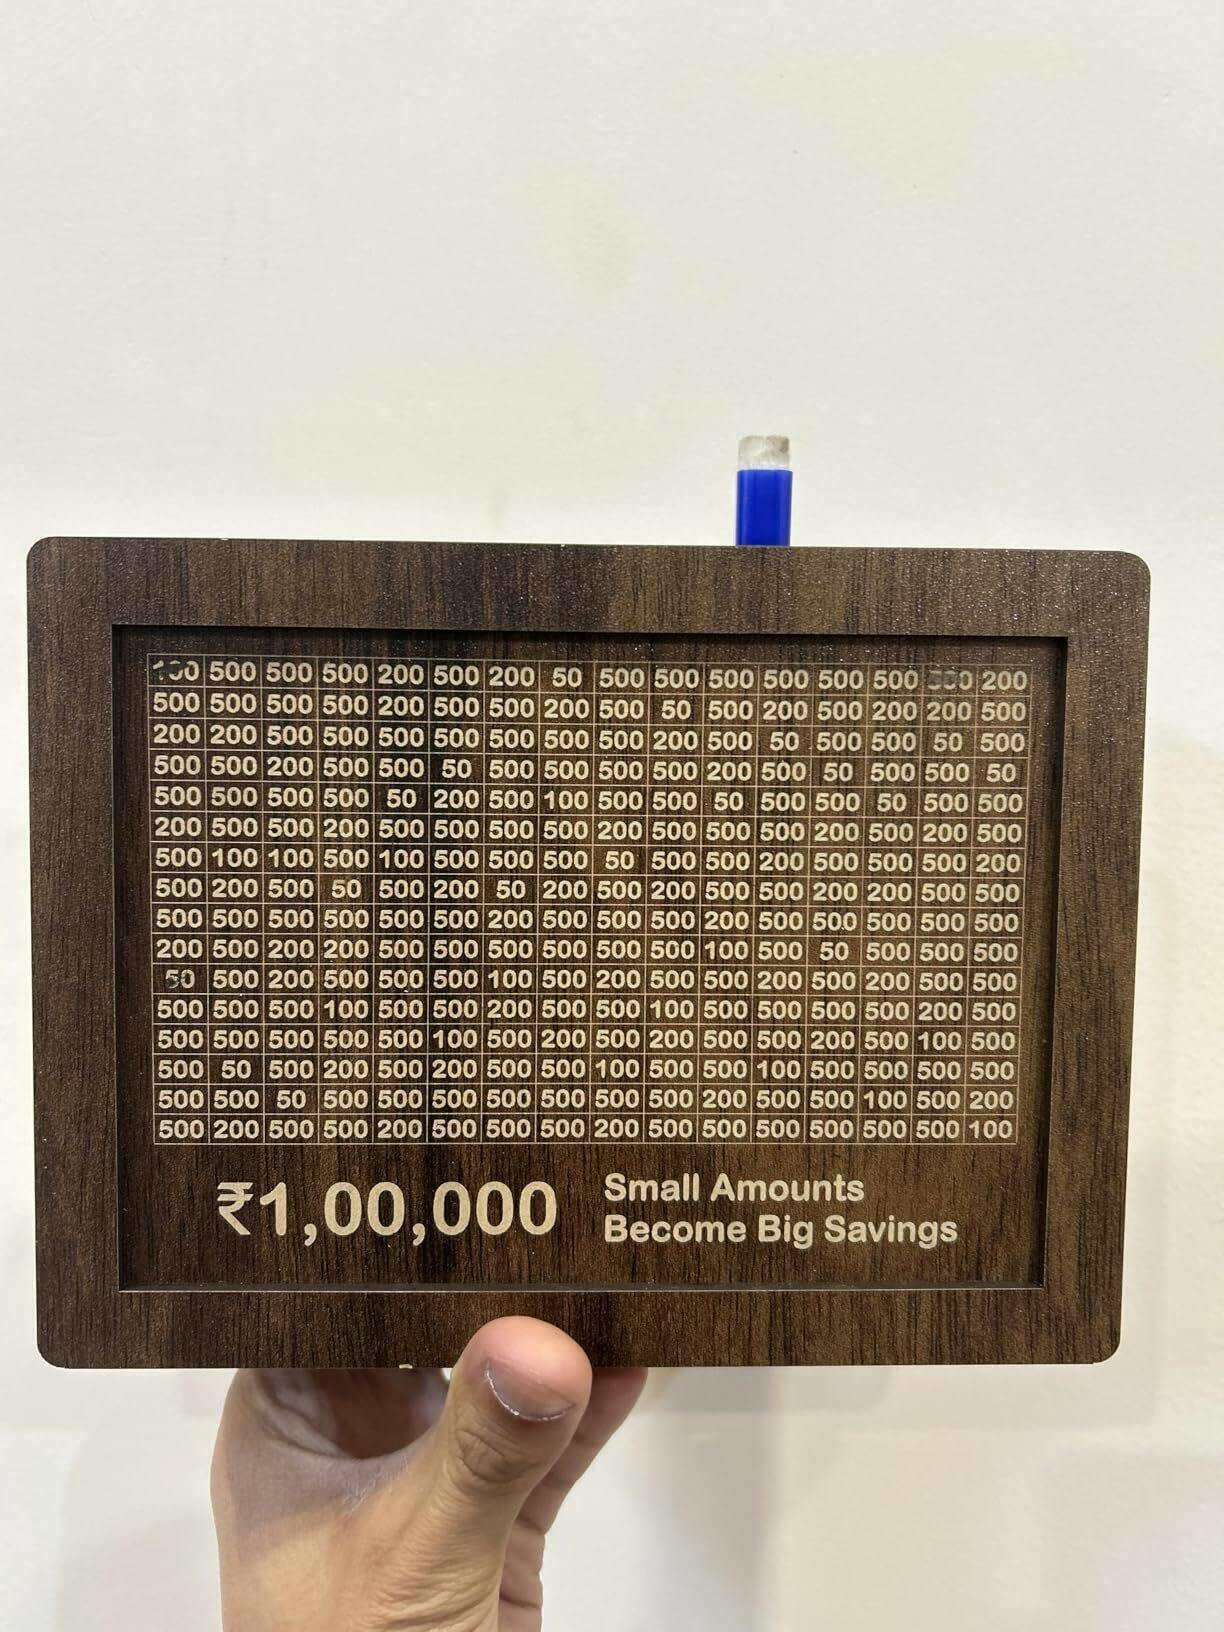 100 500 500 500 200 500 200 50 500 500 500 500 500 500 500 200
500 500 500 500 200 500 500 200 500 50 500 200 500 200 200 500
200 200 500 500 500 500 500 500 500 200 500 50 500 500 50 500
500 500 200 500 500 50 500 500 500 500 200 500 50 500 500 50
500 500 500 500 50 200 500 100 500 500 50 500 500 50 500 500
200 500 500 200 500 500 500 500 200 500 500 500 200 500 200 500
500 100 100 500 100 500 500 500 50 500 500 200 500 500 500 200
500 200 500 50 500 200 50 200 500 200 500 500 200 200 500 500
500 500 500 500 500 500 200 500 500 500 200 500 500 500 500 500
200 500 200 200 500 500 500 500 500 500 100 500 50 500 500 500
50 500 200 500 500 500 100 500 200 500 500 200 500 200 500 500
500 500 500 100 500 500 200 500 500 100 500 500 500 500 200 500
500 500 500 500 500 100 500 200 500 200 500 500 200 500 100 500
500 50 500 200 500 200 500 500 100 500 500 100 500 500 500 500
500 500 50 500 500 500 500 500 500 500 200 500 500 100 500 200
500 200 500 500 200 500 500 500 200 500 500 500 500 500 500 100
₹1,00,000
Small Amounts
Become Big Savings